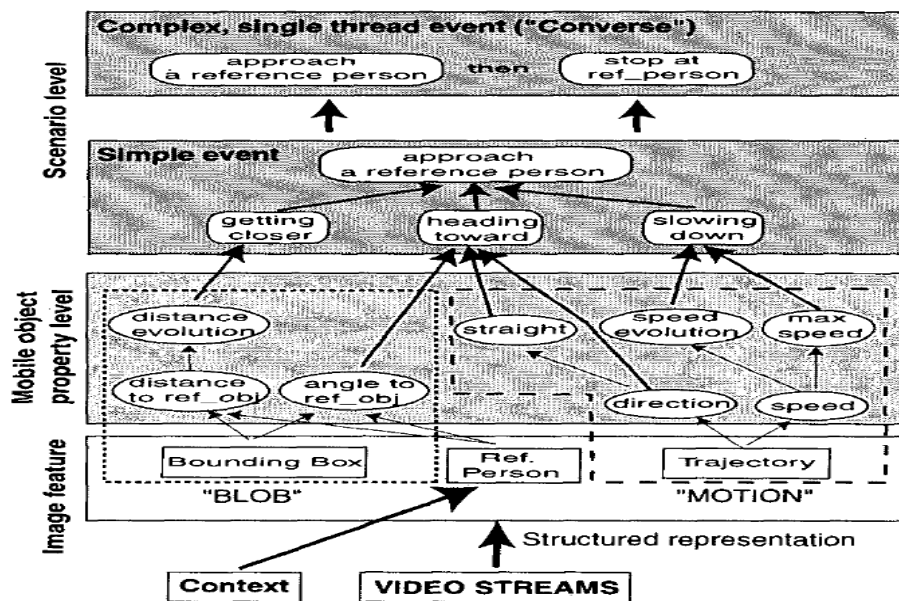 Complex, single thread event ("Converse")
approach
a reference person
then
stop at
ref_person
Scenario level
Simple event
approach
a reference person
getting
closer
heading
toward
slowing
down
Mobile object
property level
distance
evolution
straight
speed
evolution
max
speed
distance
to ref_obj
angle to
ref_obj
direction
speed
Image feature
Bounding Box
Ref.
Person
Trajectory
"BLOB"
"MOTION"
Structured representation
Context
VIDEO STREAMS